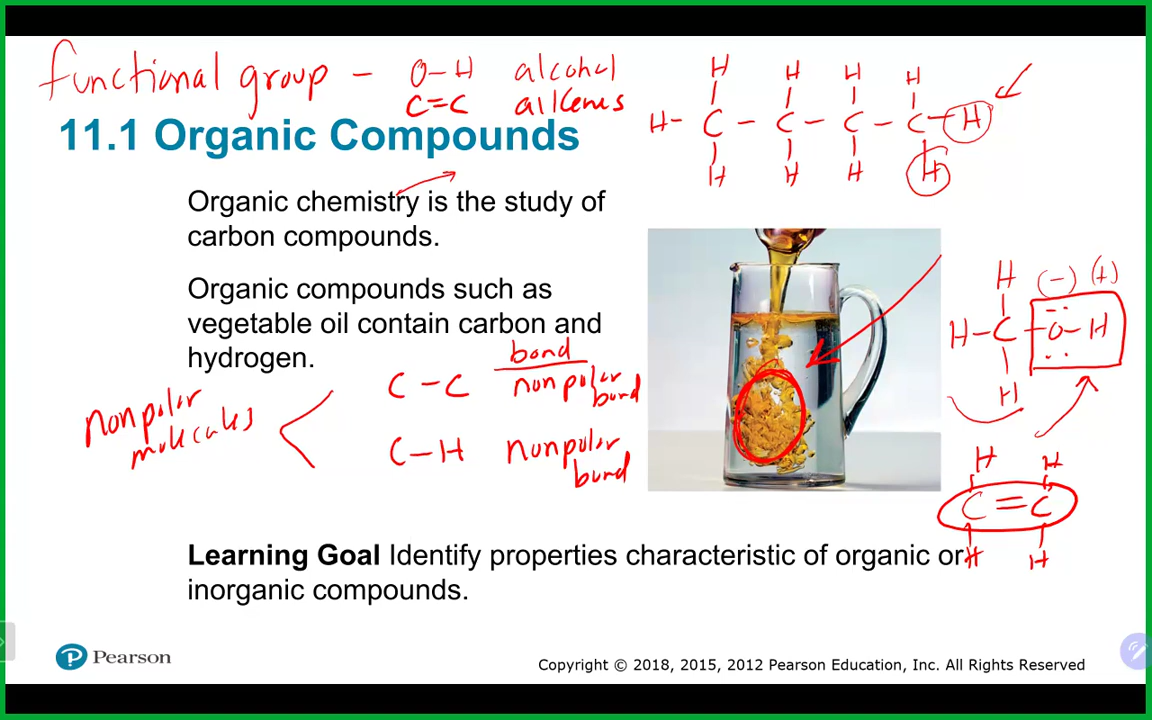 functional group – O–H alcohol
C=C alkenes
11.1 Organic Compounds
H H H H
H– C – C – C – C –H
H H H H
Organic chemistry is the study of
carbon compounds.
Organic compounds such as
vegetable oil contain carbon and
hydrogen.
bond
C – C nonpolar
bond
C – H nonpolar
bond
nonpolar
molecules
H (–) (+)
H–C–O–H
H
H H
C = C
H H
Learning Goal Identify properties characteristic of organic or
inorganic compounds.
P Pearson
Copyright © 2018, 2015, 2012 Pearson Education, Inc. All Rights Reserved